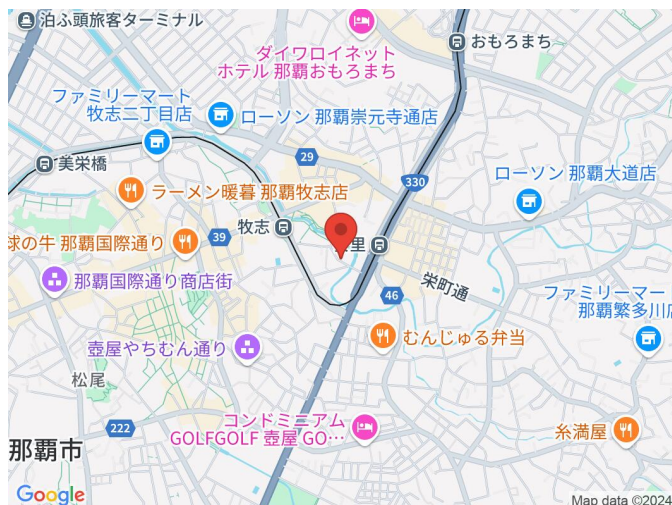 泊ふ頭旅客ターミナル
おもろまち
ダイワロイネット
ホテル 那覇おもろまち
ファミリーマート
牧志二丁目店
ローソン 那覇崇元寺通店
29
美栄橋
330
ローソン 那覇大道店
ラーメン暖暮 那覇牧志店
牧志
39
球の牛 那覇国際通り
里
那覇国際通り商店街
栄町通
46
ファミリーマー
那覇繁多川店
むんじゅる弁当
壺屋やちむん通り
松尾
コンドミニアム
GOLFGOLF 壺屋 GO…
222
糸満屋
那覇市
Google
Map data ©2024